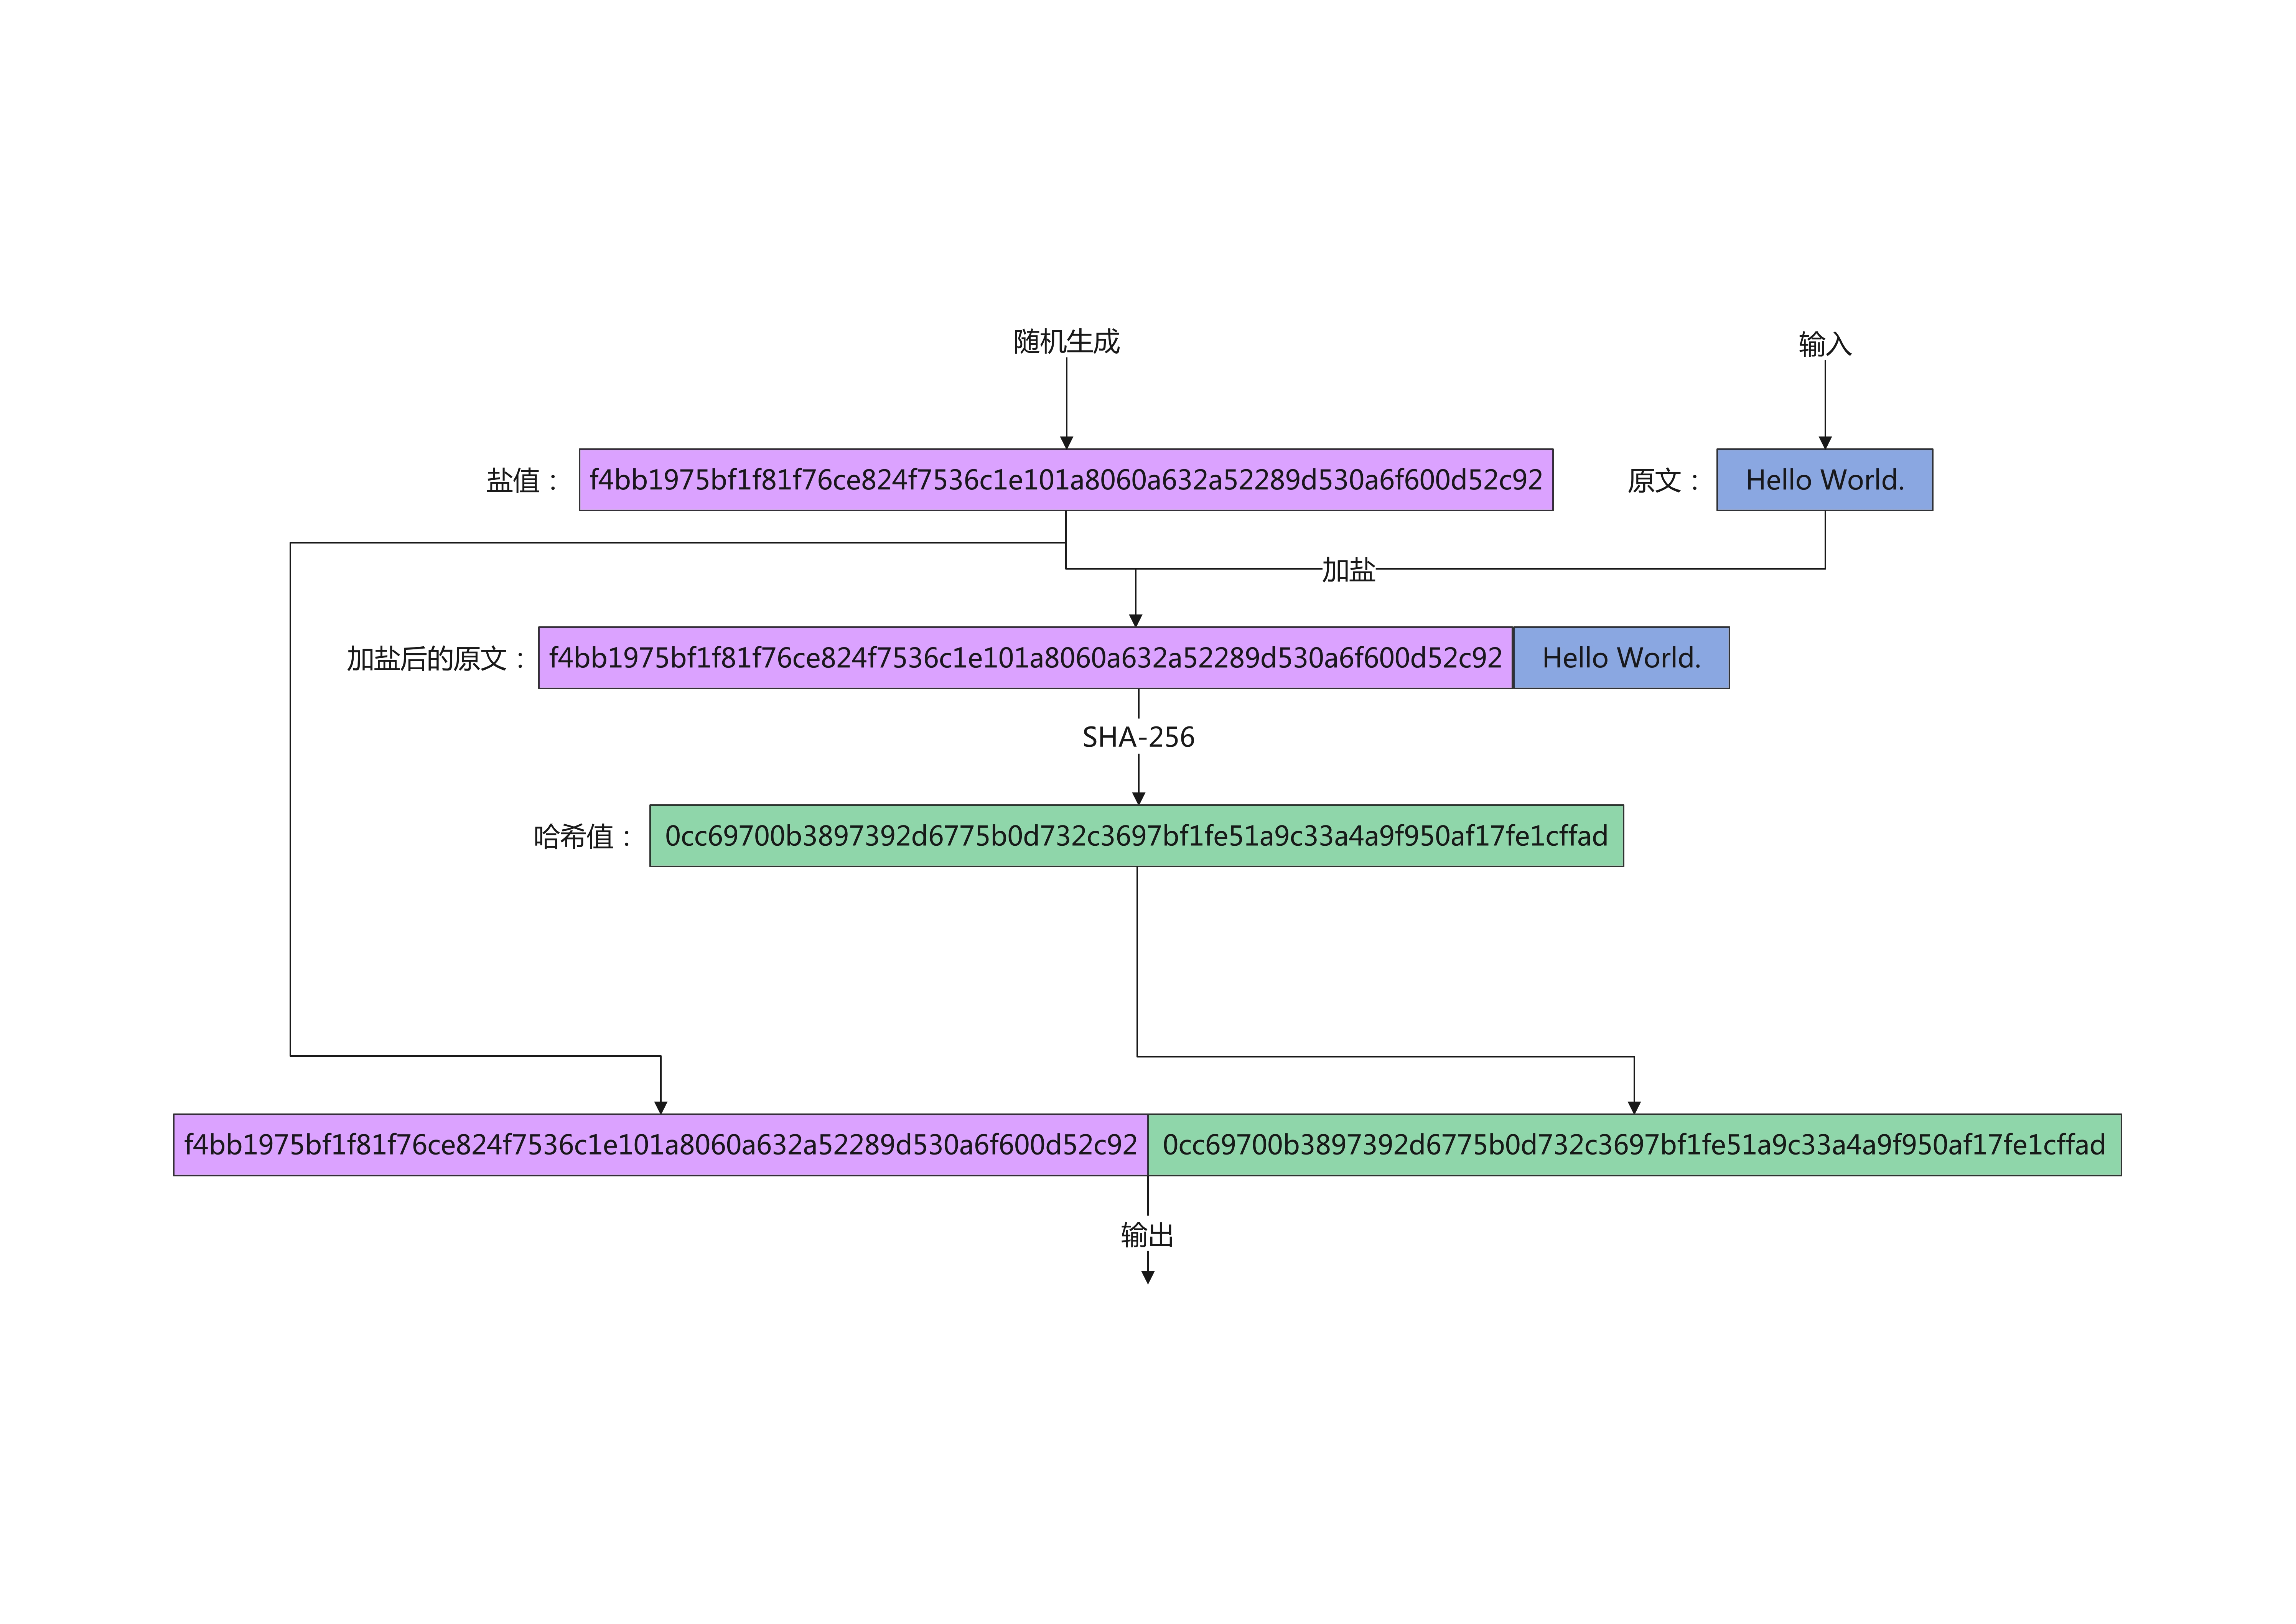 随机生成
输入
盐值：
f4bb1975bf1f81f76ce824f7536c1e101a8060a632a52289d530a6f600d52c92
原文：
Hello World.
加盐
加盐后的原文：
f4bb1975bf1f81f76ce824f7536c1e101a8060a632a52289d530a6f600d52c92
Hello World.
SHA-256
哈希值：
0cc69700b3897392d6775b0d732c3697bf1fe51a9c33a4a9f950af17fe1cffad
f4bb1975bf1f81f76ce824f7536c1e101a8060a632a52289d530a6f600d52c92
0cc69700b3897392d6775b0d732c3697bf1fe51a9c33a4a9f950af17fe1cffad
输出